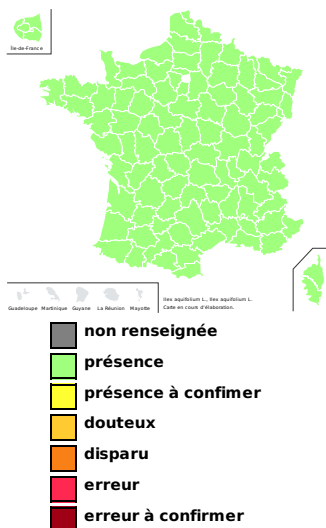 Île-de-France
Guadeloupe Martinique Guyane La Réunion Mayotte
Ilex aquifolium L., Ilex aquifolium L.
Carte en cours d'élaboration.
non renseignée
présence
présence à confimer
douteux
disparu
erreur
erreur à confirmer